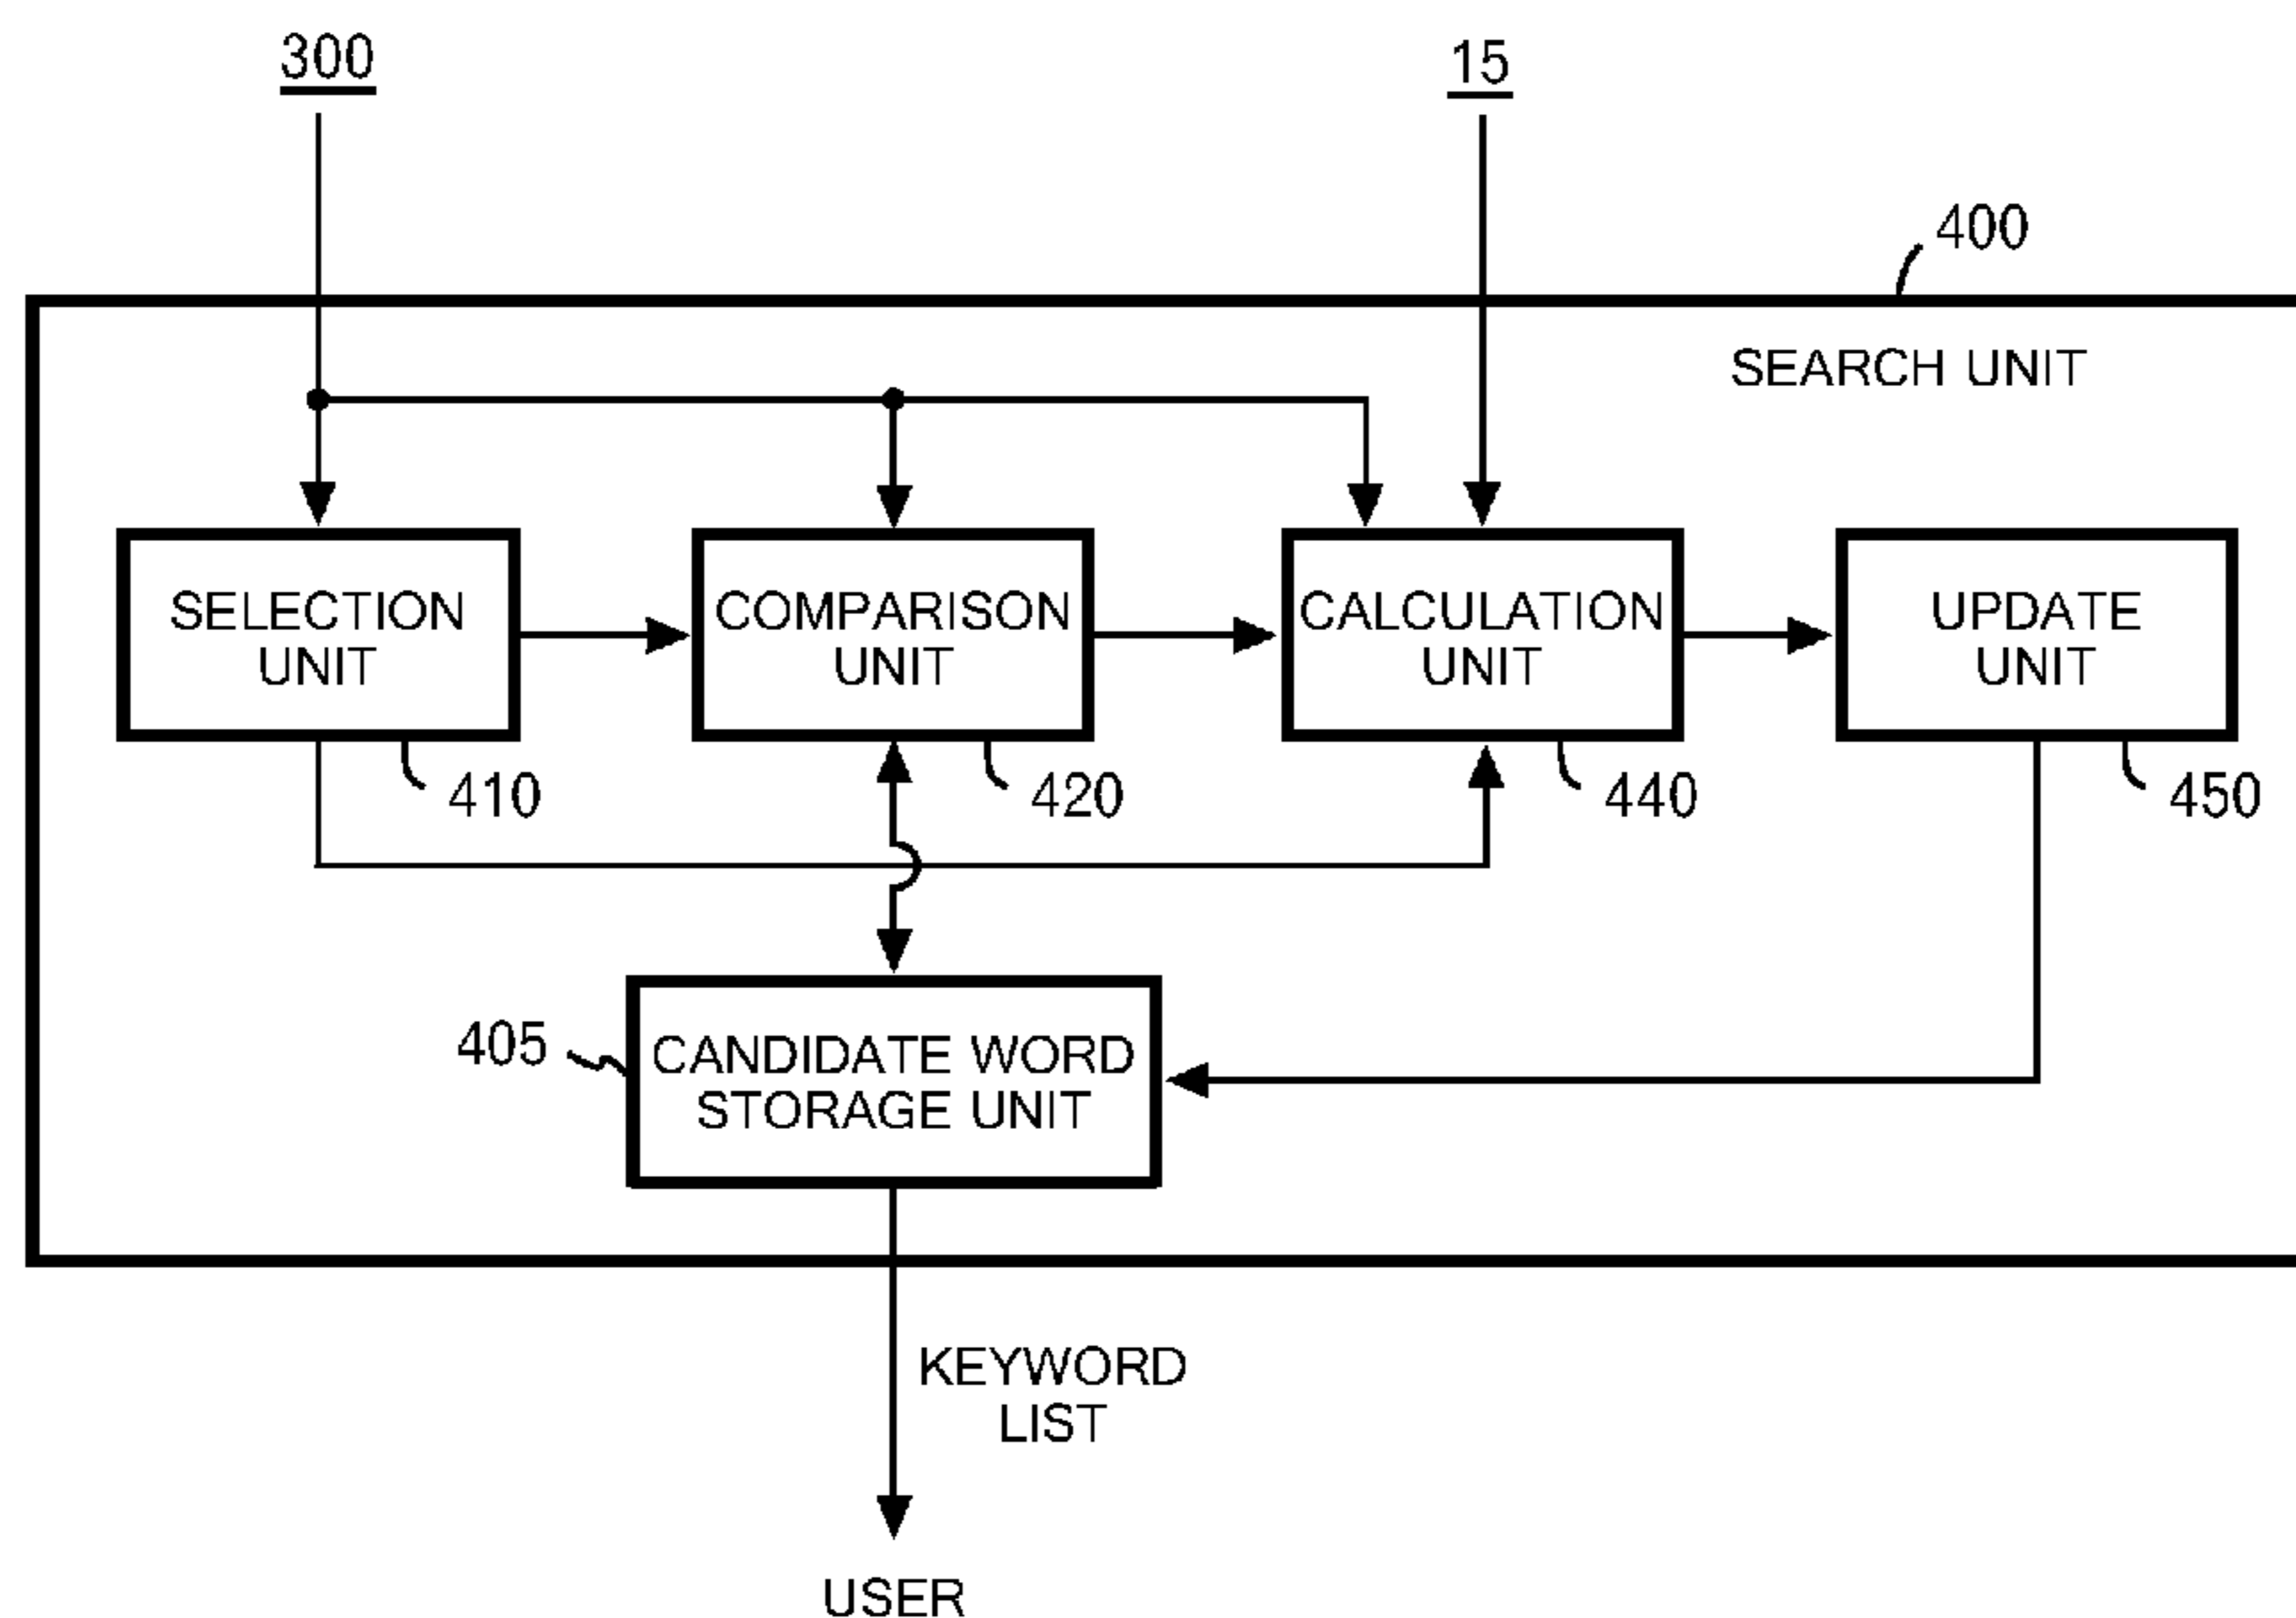 300
15
400
SEARCH UNIT
SELECTION
UNIT
COMPARISON
UNIT
CALCULATION
UNIT
UPDATE
UNIT
410
420
440
450
405
CANDIDATE WORD
STORAGE UNIT
KEYWORD
LIST
USER